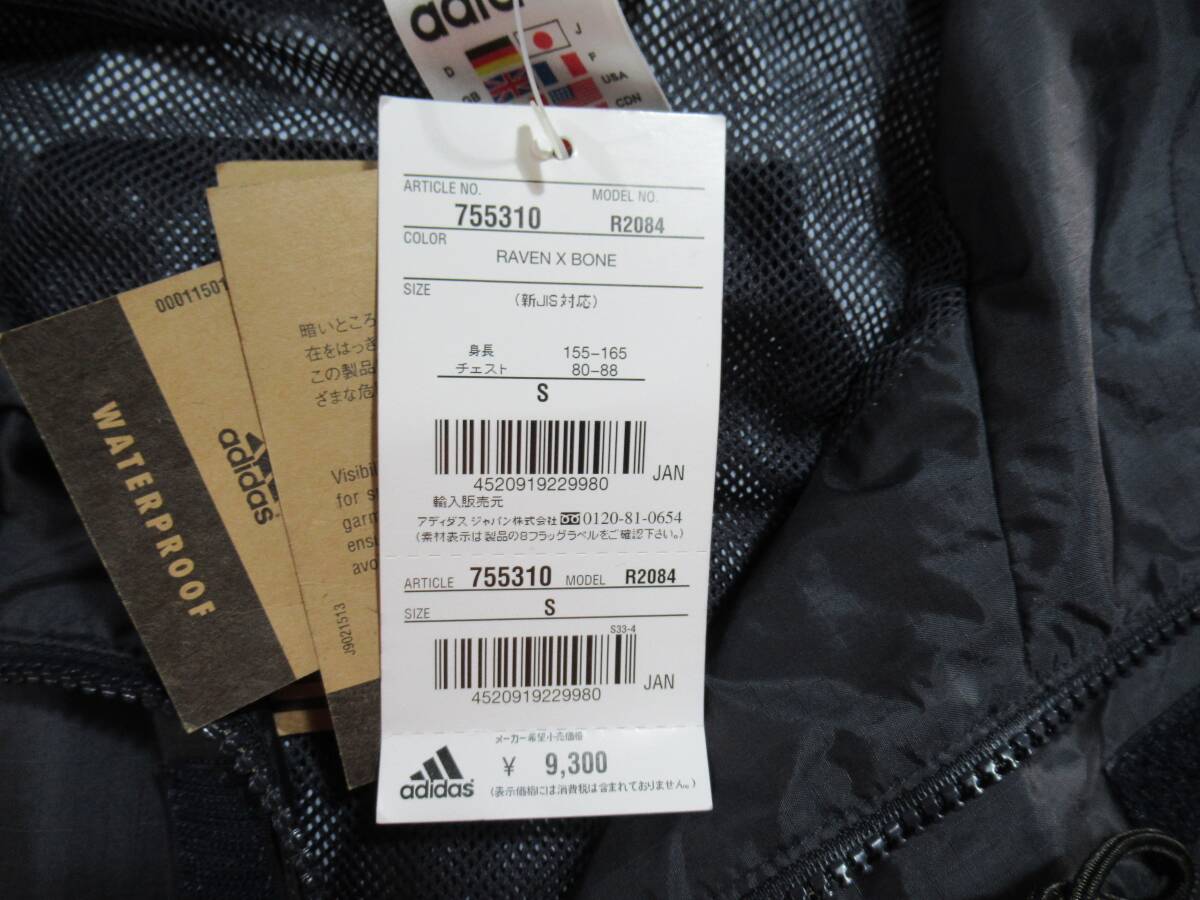 adid
D
J
GB
F
USA
CDN
ARTICLE NO.
MODEL NO.
755310
R2084
COLOR
RAVEN X BONE
SIZE
(新JIS対応)
身長 155-165
チェスト 80-88
S
4520919229980 JAN
輸入販売元
アディダス ジャパン株式会社 0120-81-0654
(素材表示は製品の8フラッグラベルをご確認下さい。)
ARTICLE 755310 MODEL R2084
SIZE S
S33-4
4520919229980 JAN
メーカー希望小売価格
adidas
¥ 9,300
(表示価格には消費税は含まれておりません。)
00011501
WATERPROOF
adidas
暗いところ
在をはっき
この製品
ざまな危
Visibil
for s
garm
ensu
avo
J9021513